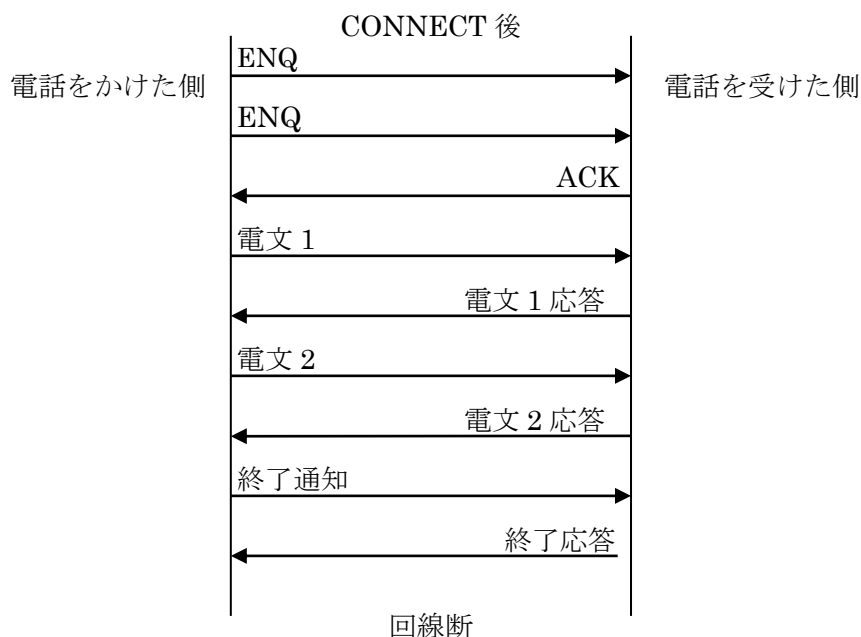 CONNECT 後
電話をかけた側
電話を受けた側
ENQ
ENQ
ACK
電文 1
電文 1 応答
電文 2
電文 2 応答
終了通知
終了応答
回線断